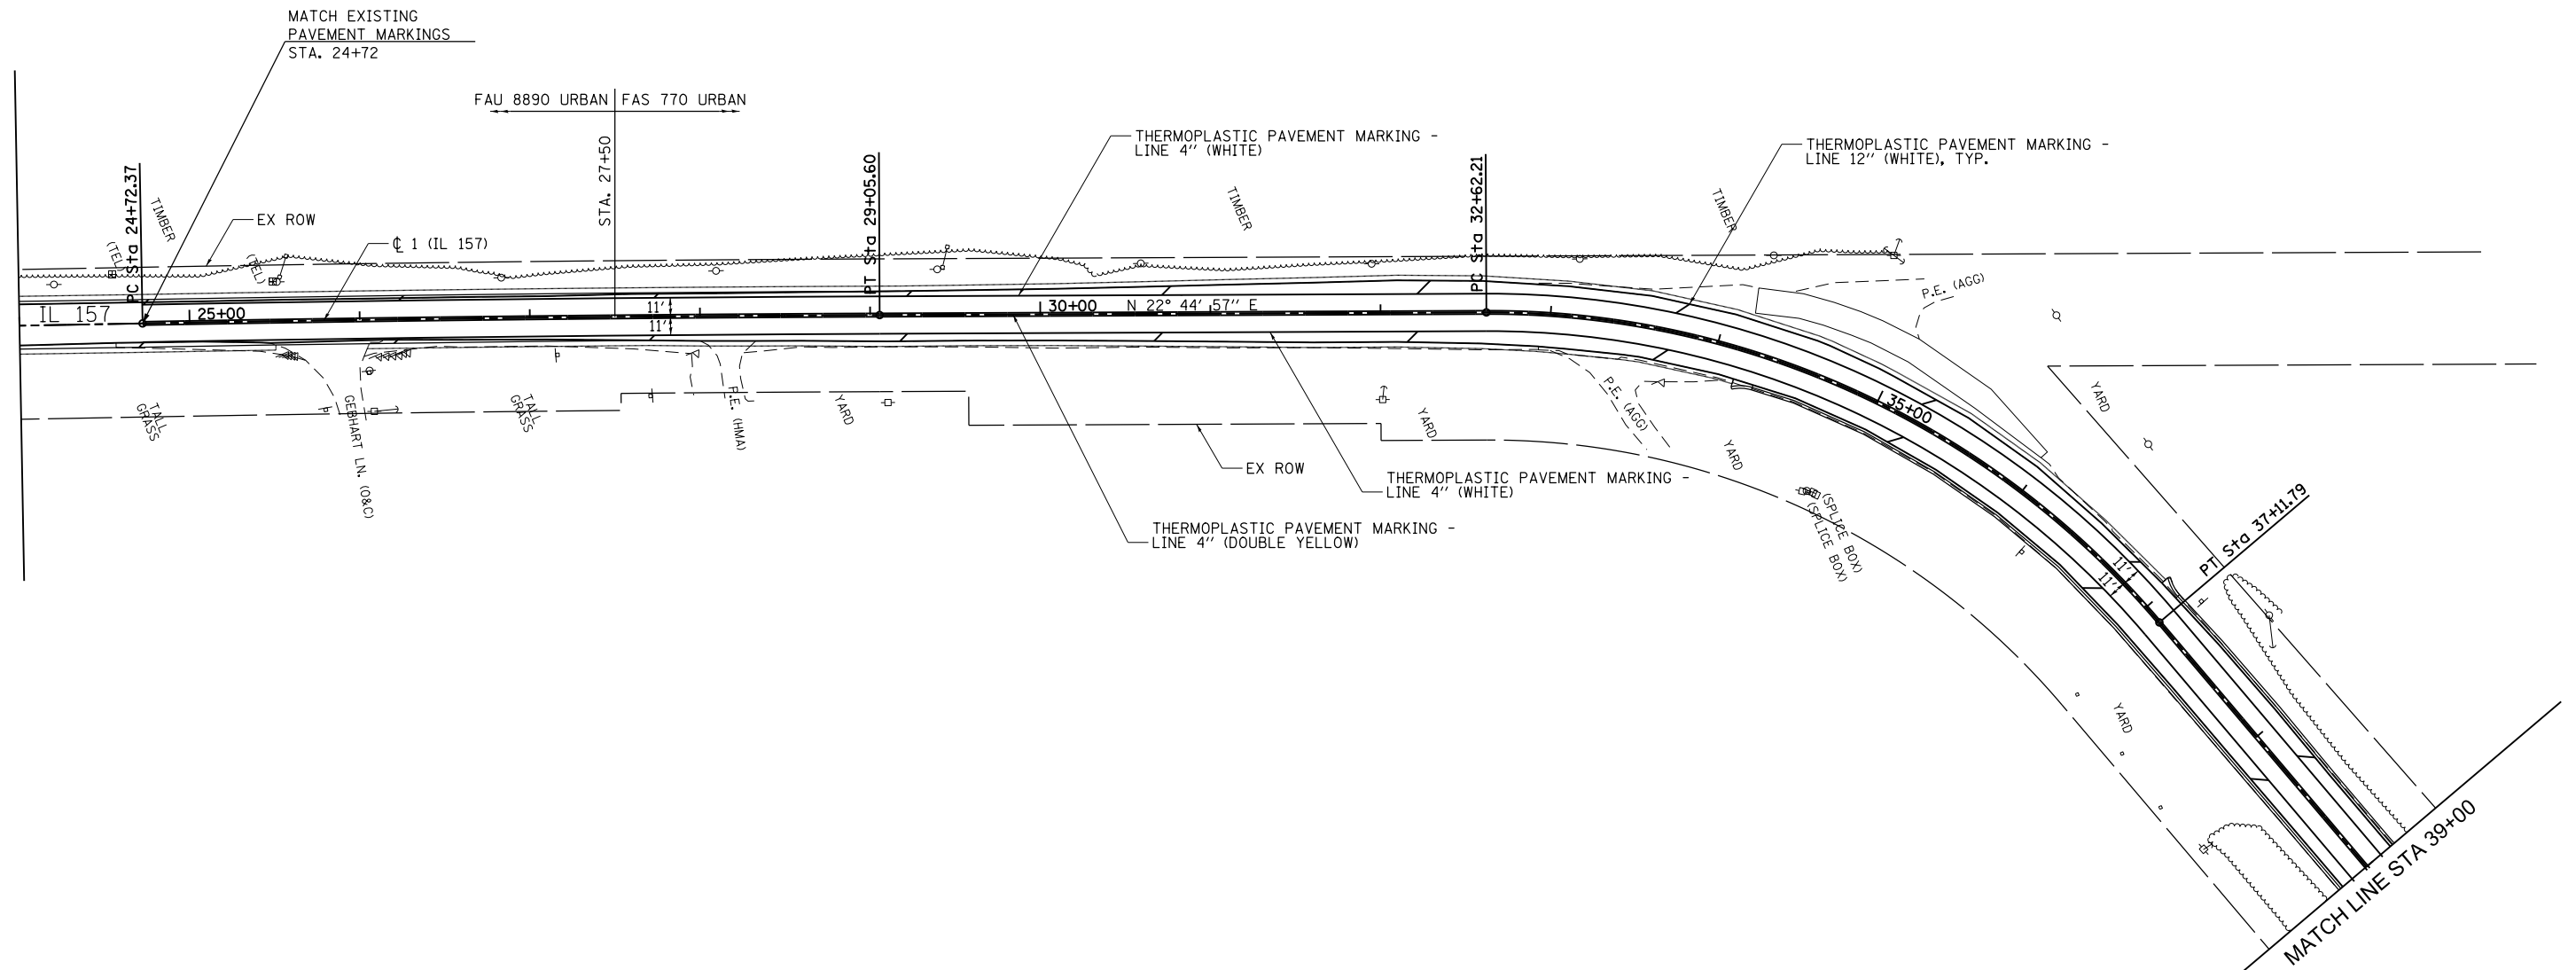 MATCH EXISTING
PAVEMENT MARKINGS
STA. 24+72
FAU 8890 URBAN
FAS 770 URBAN
STA. 27+50
THERMOPLASTIC PAVEMENT MARKING -
LINE 4" (WHITE)
THERMOPLASTIC PAVEMENT MARKING -
LINE 12" (WHITE), TYP.
PC Sta 24+72.37
TIMBER
EX ROW
℄ 1 (IL 157)
(TEL)
(TEL)
PT Sta 29+05.60
TIMBER
PC Sta 32+62.21
TIMBER
P.E. (AGG)
IL 157
25+00
11'
11'
30+00
N 22° 44' 57" E
35+00
TALL
GRASS
GEBHART LN. (O&C)
TALL
GRASS
P.E. (HMA)
YARD
EX ROW
YARD
P.E. (AGG)
YARD
YARD
THERMOPLASTIC PAVEMENT MARKING -
LINE 4" (WHITE)
THERMOPLASTIC PAVEMENT MARKING -
LINE 4" (DOUBLE YELLOW)
(SPLICE BOX)
(SPLICE BOX)
11'
11'
PT Sta 37+11.79
YARD
MATCH LINE STA 39+00